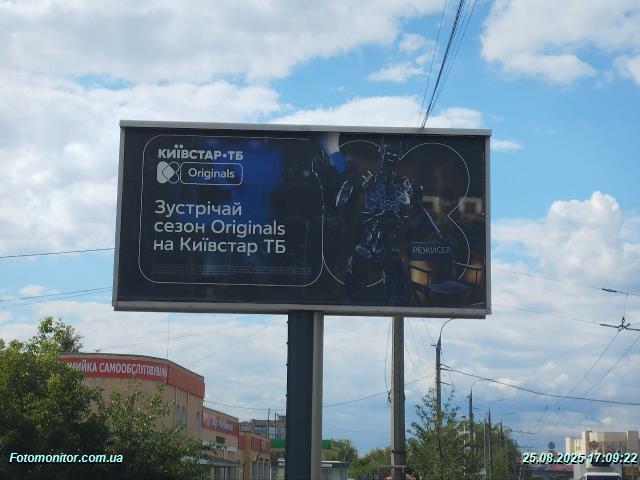 КИЇВСТАР•ТБ
Originals
Зустрічай
сезон Originals
на Київстар ТБ
РЕЖИСЕР
МИЙКА САМООБСЛУГОВУВАННЯ
Fotomonitor.com.ua
25.08.2025 17:09:22